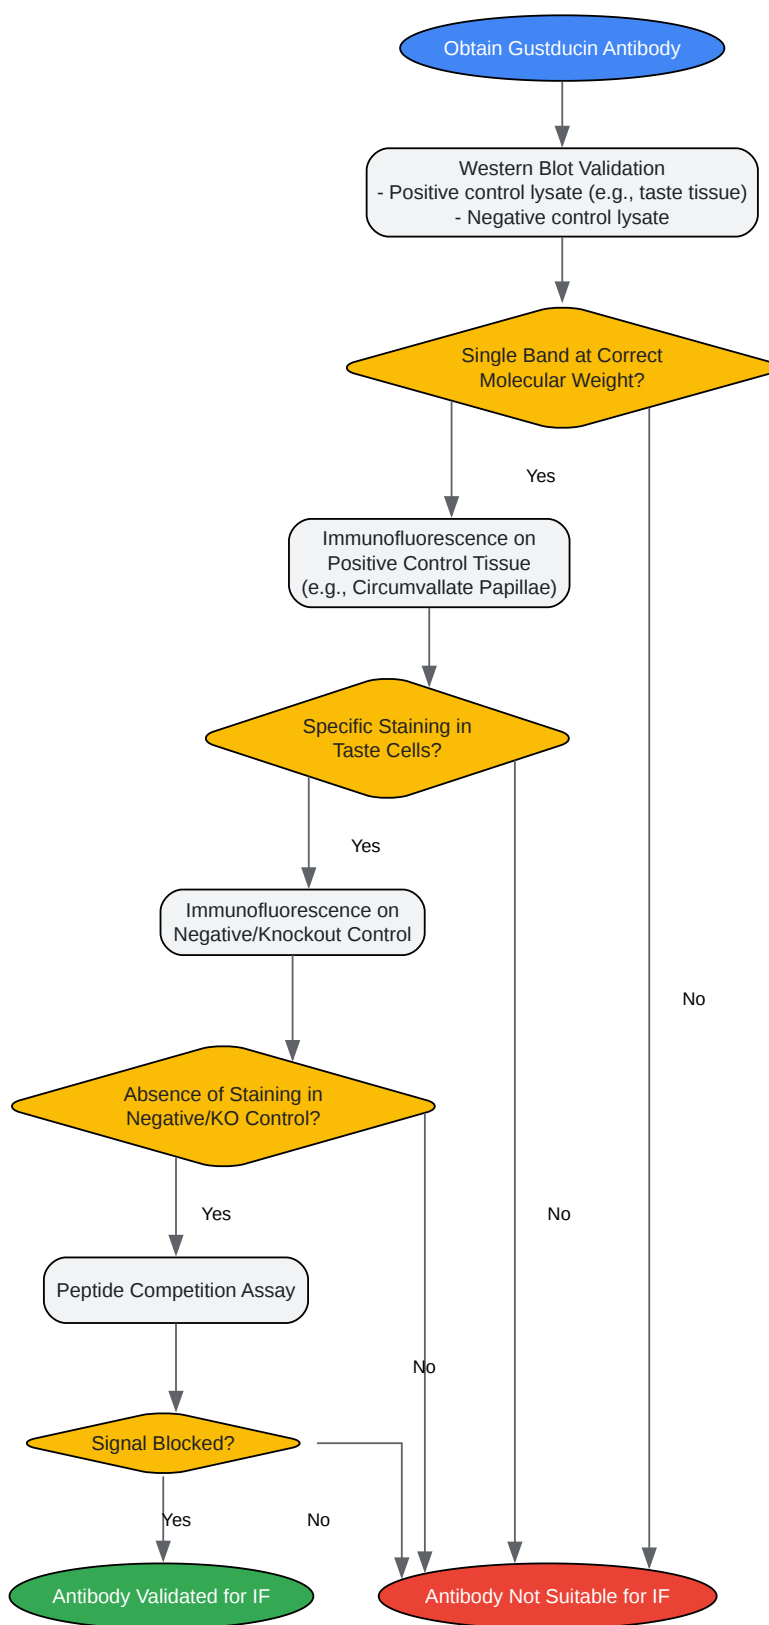 Obtain Gustducin Antibody
Western Blot Validation
- Positive control lysate (e.g., taste tissue)
- Negative control lysate
Single Band at Correct
Molecular Weight?
Yes
Immunofluorescence on
Positive Control Tissue
(e.g., Circumvallate Papillae)
Specific Staining in
Taste Cells?
Yes
Immunofluorescence on
Negative/Knockout Control
No
Absence of Staining in
Negative/KO Control?
Yes
No
Peptide Competition Assay
No
Signal Blocked?
Yes
No
Antibody Validated for IF
Antibody Not Suitable for IF